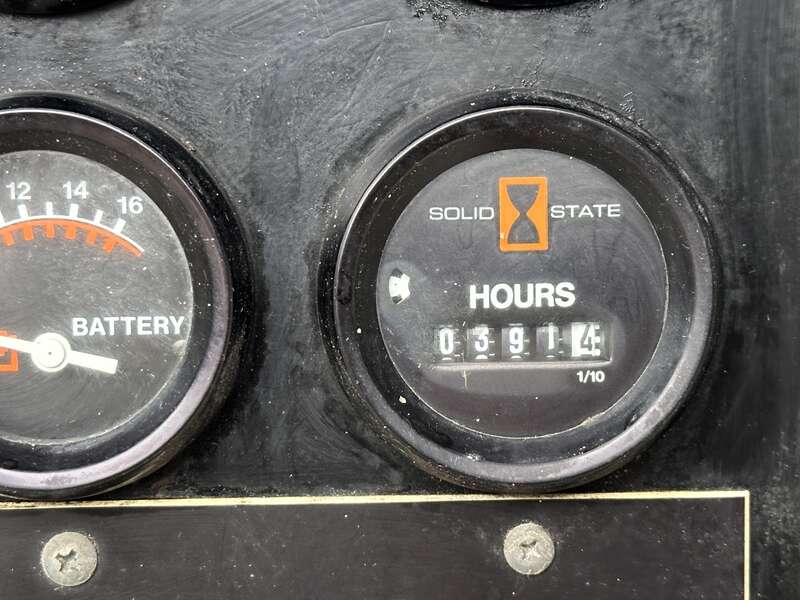 12 14 16
BATTERY
SOLID STATE
HOURS
03914
1/10